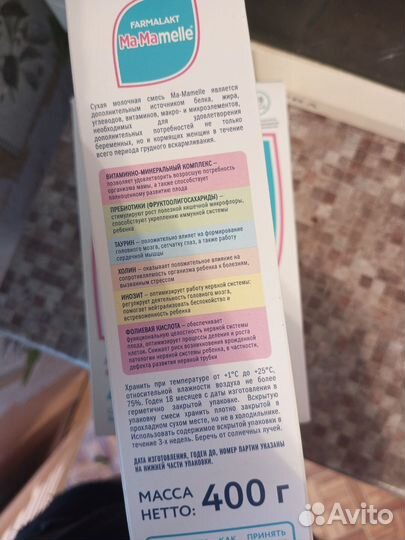 FARMALAKT
Ma-Mamelle®
Сухая молочная смесь Ma-Mamelle является
дополнительным источником белка, жира,
углеводов, витаминов, макро- и микроэлементов,
необходимых для удовлетворения
дополнительных потребностей не только
беременных, но и кормящих женщин в течение
всего периода грудного вскармливания.
ВИТАМИННО-МИНЕРАЛЬНЫЙ КОМПЛЕКС –
позволяет удовлетворить возросшую потребность
организма мамы, а также способствует
полноценному развитию плода
ПРЕБИОТИКИ (ФРУКТООЛИГОСАХАРИДЫ) –
стимулируют рост полезной кишечной микрофлоры,
способствуют укреплению иммунной системы
ребенка
ТАУРИН – положительно влияет на формирование
головного мозга, сетчатку глаз, а также работу
сердечной мышцы
ХОЛИН – оказывает положительное влияние на
сопротивляемость организма ребенка к болезням,
вызванным стрессом
ИНОЗИТ – оптимизирует работу нервной системы:
регулирует деятельность головного мозга,
помогает нейтрализовать беспокойство и
встревоженность ребенка
ФОЛИЕВАЯ КИСЛОТА – обеспечивает
функциональную целостность нервной системы
плода, оптимизирует процессы деления и роста
клеток. Снижает риск возникновения врожденной
патологии нервной системы ребенка, в частности,
дефекта развития нервной трубки
Хранить при температуре от +1°С до +25°С,
относительной влажности воздуха не более
75%. Годен 18 месяцев с даты изготовления в
герметично закрытой упаковке. Вскрытую
упаковку смеси хранить плотно закрытой в
прохладном сухом месте, но не в холодильнике.
Использовать содержимое вскрытой упаковки в
течение 3-х недель. Беречь от солнечных лучей.
ДАТА ИЗГОТОВЛЕНИЯ, ГОДЕН ДО, НОМЕР ПАРТИИ УКАЗАНЫ
НА НИЖНЕЙ ЧАСТИ УПАКОВКИ.
МАССА
НЕТТО: 400 г
КАК ПРИНЯТЬ
Avito